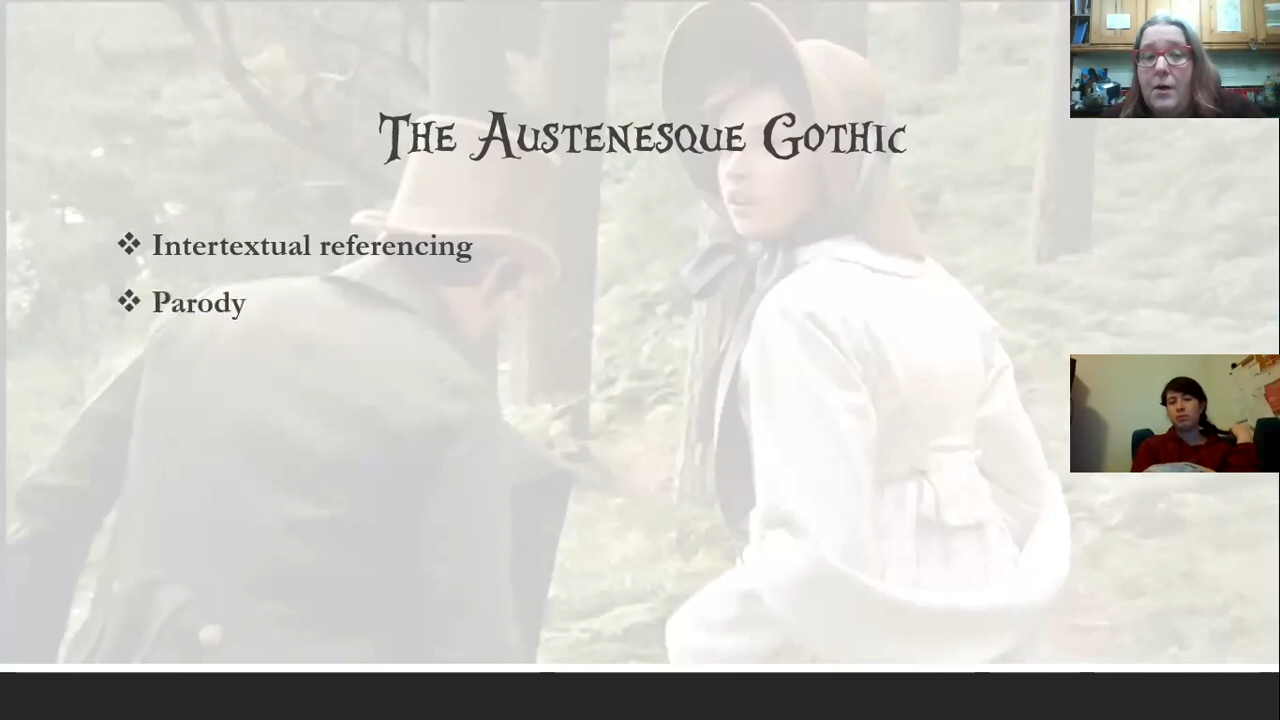 The Austenesque Gothic
❖ Intertextual referencing
❖ Parody